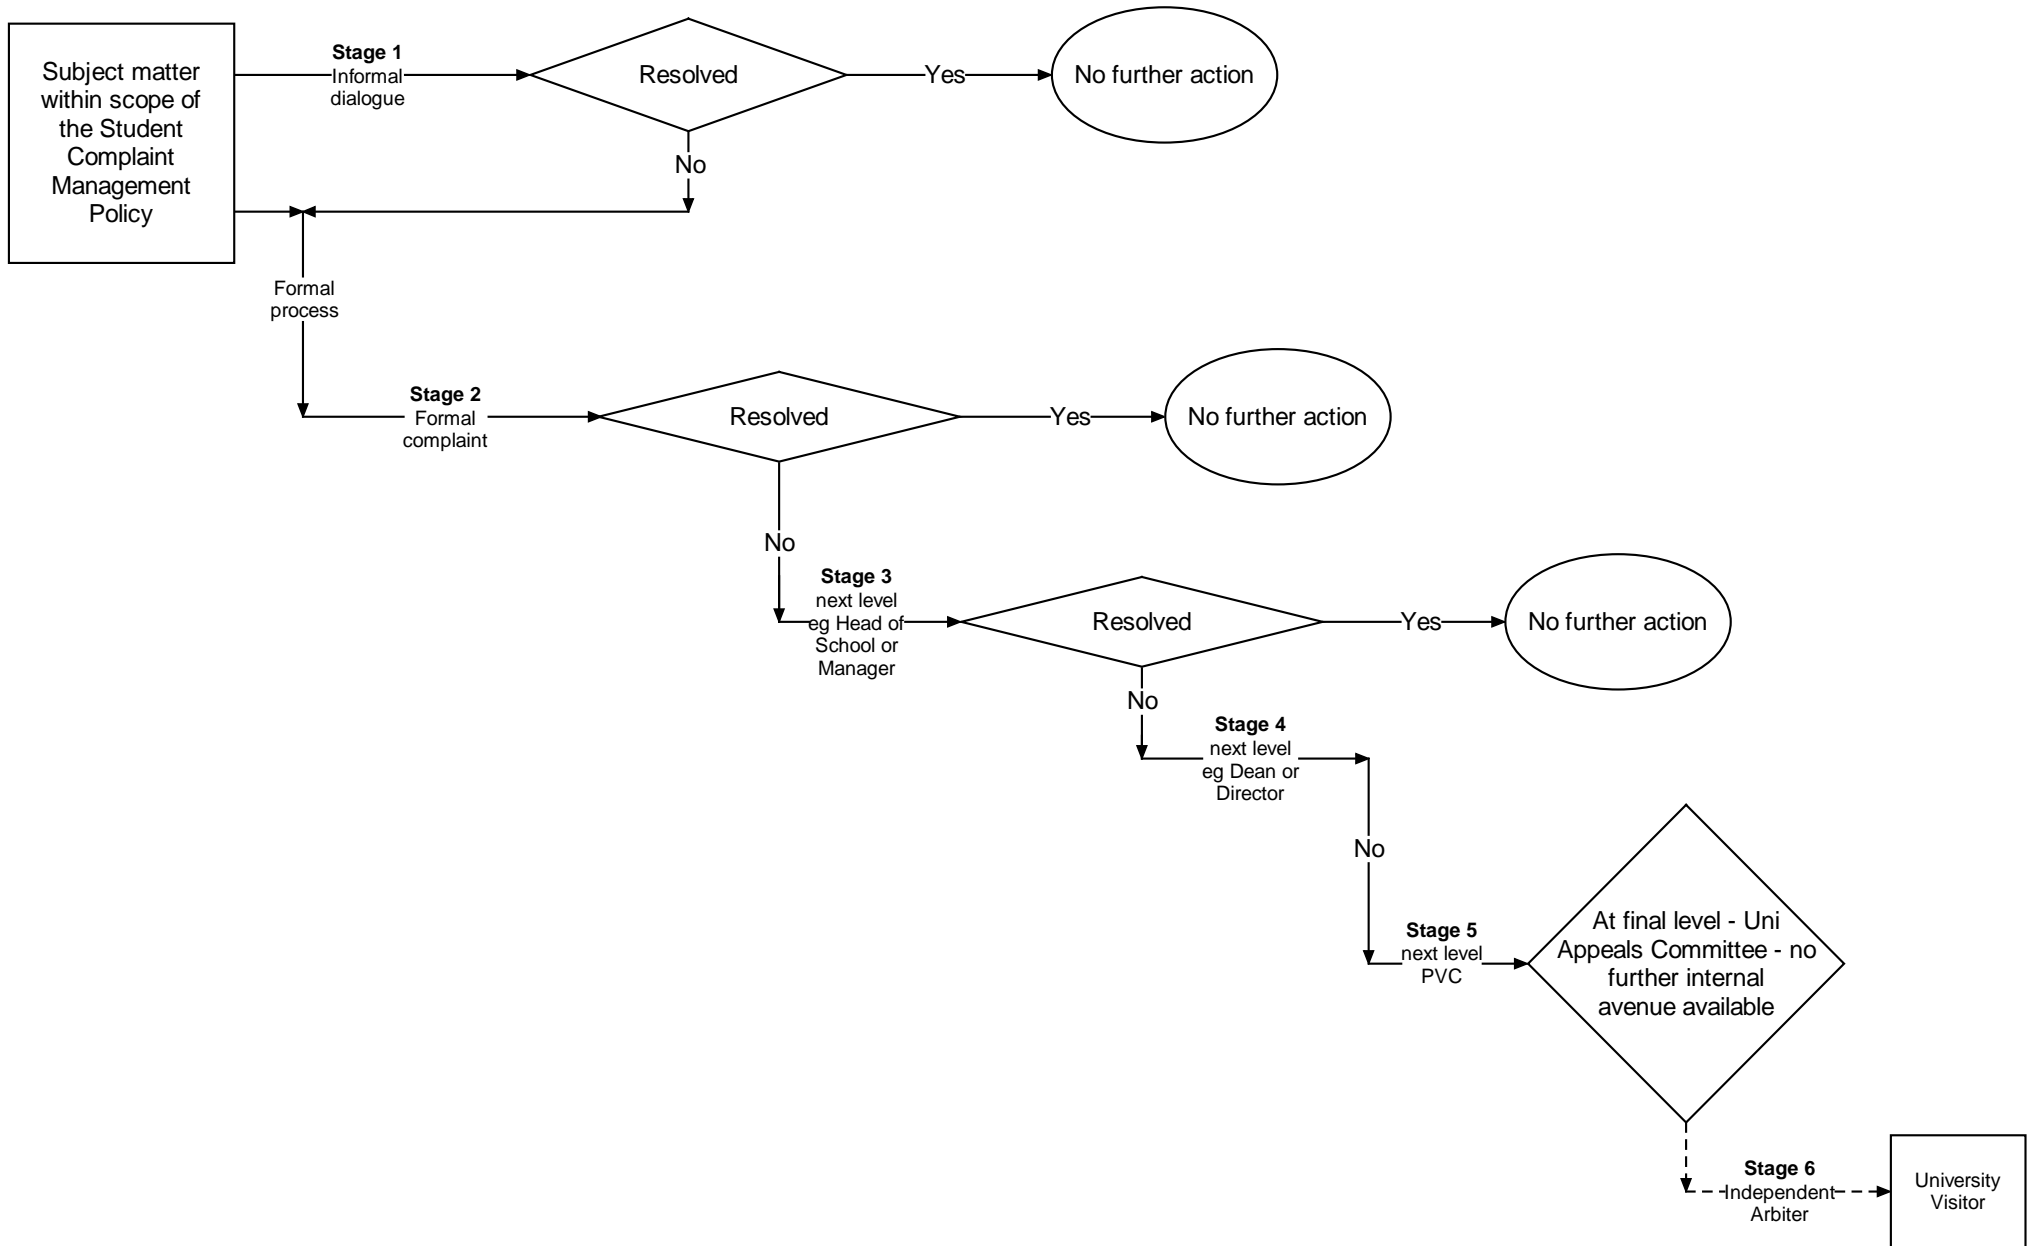 Subject matter
within scope of
the Student
Complaint
Management
Policy
Stage 1
Informal
dialogue
Resolved
Yes
No further action
No
Formal
process
Stage 2
Formal
complaint
Resolved
Yes
No further action
No
Stage 3
next level
eg Head of
School or
Manager
Resolved
Yes
No further action
No
Stage 4
next level
eg Dean or
Director
No
Stage 5
next level
PVC
At final level - Uni
Appeals Committee - no
further internal
avenue available
Stage 6
Independent
Arbiter
University
Visitor